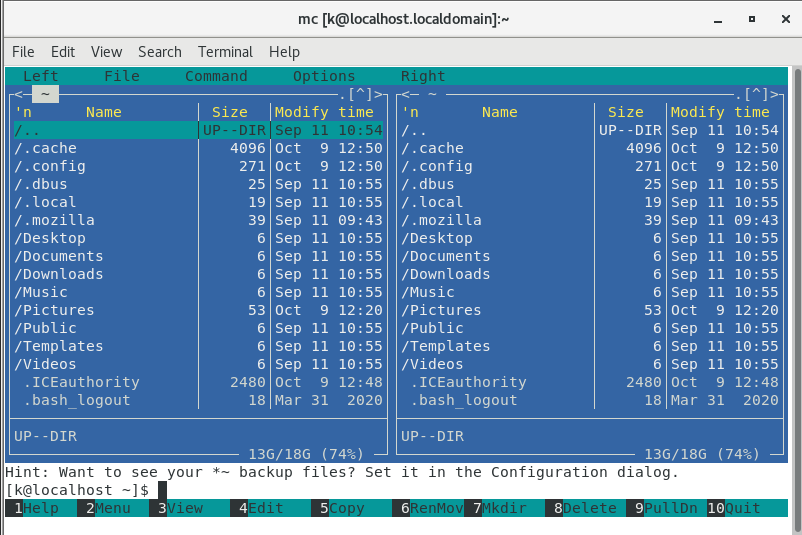 mc [k@localhost.localdomain]:~
File Edit View Search Terminal Help
Left File Command Options Right
<─ ~ .[^]> <─ ~ .[^]>
'n Name Size Modify time 'n Name Size Modify time
/.. UP--DIR Sep 11 10:54 /.. UP--DIR Sep 11 10:54
/.cache 4096 Oct 9 12:50 /.cache 4096 Oct 9 12:50
/.config 271 Oct 9 12:50 /.config 271 Oct 9 12:50
/.dbus 25 Sep 11 10:55 /.dbus 25 Sep 11 10:55
/.local 19 Sep 11 10:55 /.local 19 Sep 11 10:55
/.mozilla 39 Sep 11 09:43 /.mozilla 39 Sep 11 09:43
/Desktop 6 Sep 11 10:55 /Desktop 6 Sep 11 10:55
/Documents 6 Sep 11 10:55 /Documents 6 Sep 11 10:55
/Downloads 6 Sep 11 10:55 /Downloads 6 Sep 11 10:55
/Music 6 Sep 11 10:55 /Music 6 Sep 11 10:55
/Pictures 53 Oct 9 12:20 /Pictures 53 Oct 9 12:20
/Public 6 Sep 11 10:55 /Public 6 Sep 11 10:55
/Templates 6 Sep 11 10:55 /Templates 6 Sep 11 10:55
/Videos 6 Sep 11 10:55 /Videos 6 Sep 11 10:55
.ICEauthority 2480 Oct 9 12:48 .ICEauthority 2480 Oct 9 12:48
.bash_logout 18 Mar 31 2020 .bash_logout 18 Mar 31 2020
UP--DIR UP--DIR
13G/18G (74%) 13G/18G (74%)
Hint: Want to see your *~ backup files? Set it in the Configuration dialog.
[k@localhost ~]$
1Help 2Menu 3View 4Edit 5Copy 6RenMov 7Mkdir 8Delete 9PullDn 10Quit